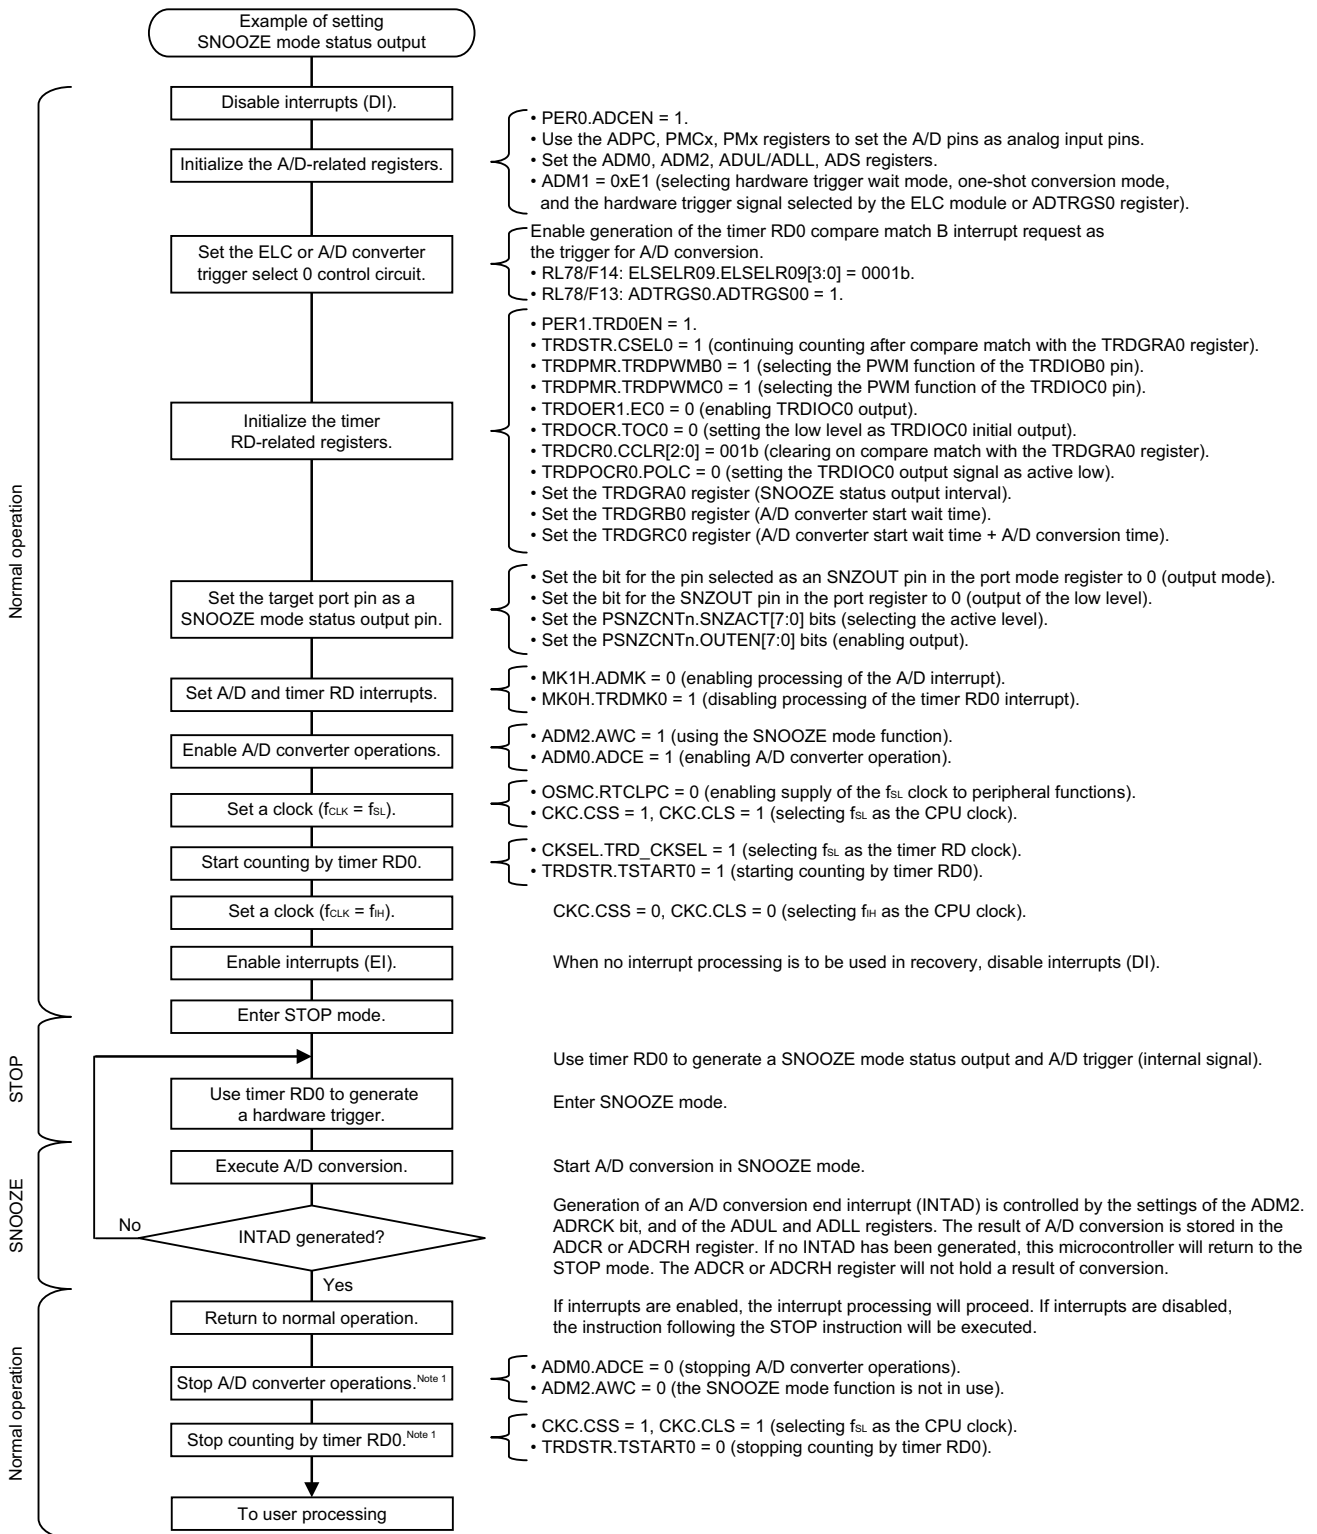 Example of setting
SNOOZE mode status output
Normal operation
Disable interrupts (DI).
Initialize the A/D-related registers.
• PER0.ADCEN = 1.
• Use the ADPC, PMCx, PMx registers to set the A/D pins as analog input pins.
• Set the ADM0, ADM2, ADUL/ADLL, ADS registers.
• ADM1 = 0xE1 (selecting hardware trigger wait mode, one-shot conversion mode,
and the hardware trigger signal selected by the ELC module or ADTRGS0 register).
Set the ELC or A/D converter
trigger select 0 control circuit.
Enable generation of the timer RD0 compare match B interrupt request as
the trigger for A/D conversion.
• RL78/F14: ELSELR09.ELSELR09[3:0] = 0001b.
• RL78/F13: ADTRGS0.ADTRGS00 = 1.
Initialize the timer
RD-related registers.
• PER1.TRD0EN = 1.
• TRDSTR.CSEL0 = 1 (continuing counting after compare match with the TRDGRA0 register).
• TRDPMR.TRDPWMB0 = 1 (selecting the PWM function of the TRDIOB0 pin).
• TRDPMR.TRDPWMC0 = 1 (selecting the PWM function of the TRDIOC0 pin).
• TRDOER1.EC0 = 0 (enabling TRDIOC0 output).
• TRDOCR.TOC0 = 0 (setting the low level as TRDIOC0 initial output).
• TRDCR0.CCLR[2:0] = 001b (clearing on compare match with the TRDGRA0 register).
• TRDPOCR0.POLC = 0 (setting the TRDIOC0 output signal as active low).
• Set the TRDGRA0 register (SNOOZE status output interval).
• Set the TRDGRB0 register (A/D converter start wait time).
• Set the TRDGRC0 register (A/D converter start wait time + A/D conversion time).
Set the target port pin as a
SNOOZE mode status output pin.
• Set the bit for the pin selected as an SNZOUT pin in the port mode register to 0 (output mode).
• Set the bit for the SNZOUT pin in the port register to 0 (output of the low level).
• Set the PSNZCNTn.SNZACT[7:0] bits (selecting the active level).
• Set the PSNZCNTn.OUTEN[7:0] bits (enabling output).
Set A/D and timer RD interrupts.
• MK1H.ADMK = 0 (enabling processing of the A/D interrupt).
• MK0H.TRDMK0 = 1 (disabling processing of the timer RD0 interrupt).
Enable A/D converter operations.
• ADM2.AWC = 1 (using the SNOOZE mode function).
• ADM0.ADCE = 1 (enabling A/D converter operation).
Set a clock (fCLK = fSL).
• OSMC.RTCLPC = 0 (enabling supply of the fSL clock to peripheral functions).
• CKC.CSS = 1, CKC.CLS = 1 (selecting fSL as the CPU clock).
Start counting by timer RD0.
• CKSEL.TRD_CKSEL = 1 (selecting fSL as the timer RD clock).
• TRDSTR.TSTART0 = 1 (starting counting by timer RD0).
Set a clock (fCLK = fIH).
CKC.CSS = 0, CKC.CLS = 0 (selecting fIH as the CPU clock).
Enable interrupts (EI).
When no interrupt processing is to be used in recovery, disable interrupts (DI).
Enter STOP mode.
STOP
Use timer RD0 to generate a SNOOZE mode status output and A/D trigger (internal signal).
Use timer RD0 to generate
a hardware trigger.
Enter SNOOZE mode.
SNOOZE
Execute A/D conversion.
Start A/D conversion in SNOOZE mode.
No
INTAD generated?
Yes
Generation of an A/D conversion end interrupt (INTAD) is controlled by the settings of the ADM2.
ADRCK bit, and of the ADUL and ADLL registers. The result of A/D conversion is stored in the
ADCR or ADCRH register. If no INTAD has been generated, this microcontroller will return to the
STOP mode. The ADCR or ADCRH register will not hold a result of conversion.
Normal operation
Return to normal operation.
If interrupts are enabled, the interrupt processing will proceed. If interrupts are disabled,
the instruction following the STOP instruction will be executed.
Stop A/D converter operations.Note 1
• ADM0.ADCE = 0 (stopping A/D converter operations).
• ADM2.AWC = 0 (the SNOOZE mode function is not in use).
Stop counting by timer RD0.Note 1
• CKC.CSS = 1, CKC.CLS = 1 (selecting fSL as the CPU clock).
• TRDSTR.TSTART0 = 0 (stopping counting by timer RD0).
To user processing